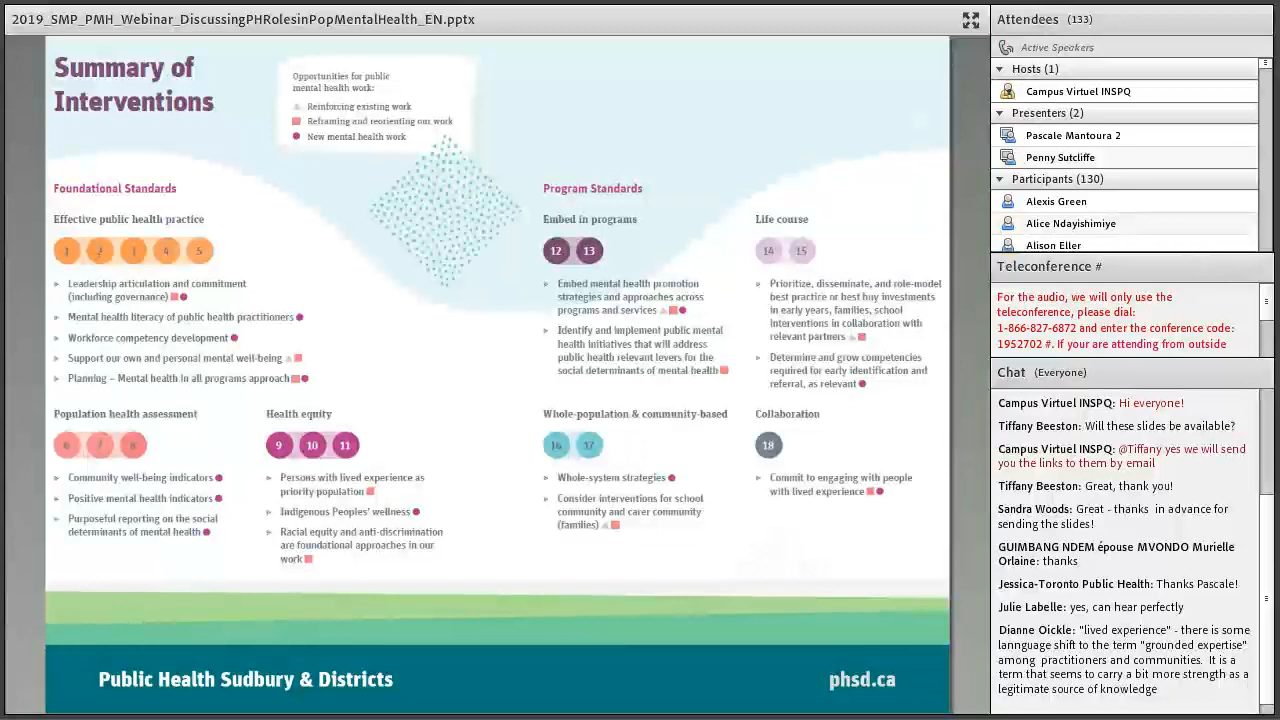 2019_SMP_PMH_Webinar_DiscussingPHRolesinPopMentalHealth_EN.pptx
Summary of
Interventions
Opportunities for public
mental health work:
Reinforcing existing work
Reframing and reorienting our work
New mental health work
Foundational Standards
Effective public health practice
1 2 3 4 5
Leadership articulation and commitment
(including governance)
Mental health literacy of public health practitioners
Workforce competency development
Support our own and personal mental well-being
Planning – Mental health in all programs approach
Population health assessment
6 7 8
Community well-being indicators
Positive mental health indicators
Purposeful reporting on the social
determinants of mental health
Health equity
9 10 11
Persons with lived experience as
priority population
Indigenous Peoples' wellness
Racial equity and anti-discrimination
are foundational approaches in our
work
Program Standards
Embed in programs
12 13
Embed mental health promotion
strategies and approaches across
programs and services
Identify and implement public mental
health initiatives that will address
public health relevant levers for the
social determinants of mental health
Life course
14 15
Prioritize, disseminate, and role-model
best practice or best buy investments
in early years, families, school
interventions in collaboration with
relevant partners
Determine and grow competencies
required for early identification and
referral, as relevant
Whole-population & community-based
16 17
Whole-system strategies
Consider interventions for school
community and carer community
(families)
Collaboration
18
Commit to engaging with people
with lived experience
Public Health Sudbury & Districts
phsd.ca
Attendees (133)
Active Speakers
Hosts (1)
Campus Virtuel INSPQ
Presenters (2)
Pascale Mantoura 2
Penny Sutcliffe
Participants (130)
Alexis Green
Alice Ndayishimiye
Alison Eller
Teleconference #
For the audio, we will only use the
teleconference, please dial:
1-866-827-6872 and enter the conference code:
1952702 #. If your are attending from outside
Chat (Everyone)
Campus Virtuel INSPQ: Hi everyone!
Tiffany Beeston: Will these slides be available?
Campus Virtuel INSPQ: @Tiffany yes we will send
you the links to them by email
Tiffany Beeston: Great, thank you!
Sandra Woods: Great - thanks in advance for
sending the slides!
GUIMBANG NDEM épouse MVONDO Murielle
Orlaine: thanks
Jessica-Toronto Public Health: Thanks Pascale!
Julie Labelle: yes, can hear perfectly
Dianne Oickle: "lived experience" - there is some
lannguage shift to the term "grounded expertise"
among practitioners and communities. It is a
term that seems to carry a bit more strength as a
legitimate source of knowledge